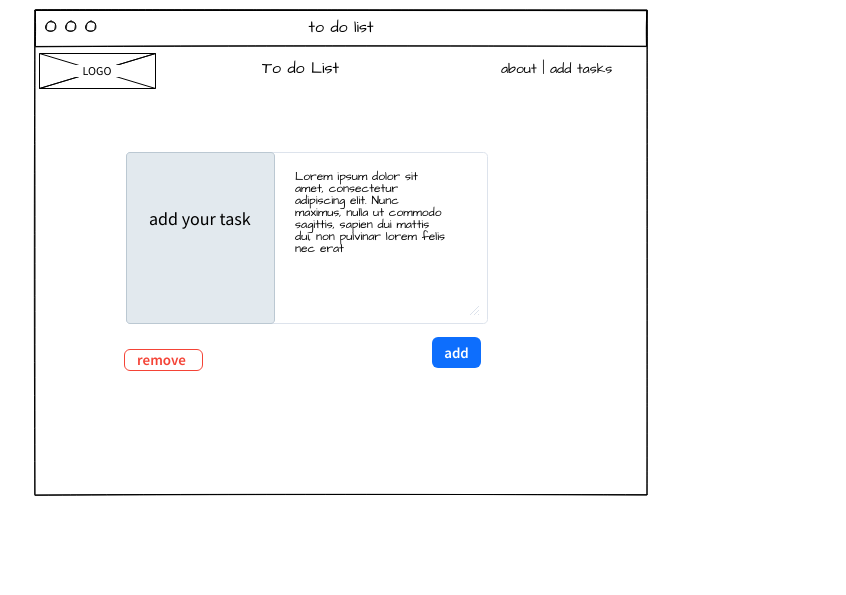 to do list
LOGO
To do List
about | add tasks
add your task
Lorem ipsum dolor sit
amet, consectetur
adipiscing elit. Nunc
maximus, nulla ut commodo
sagittis, sapien dui mattis
dui, non pulvinar lorem felis
nec erat
remove
add